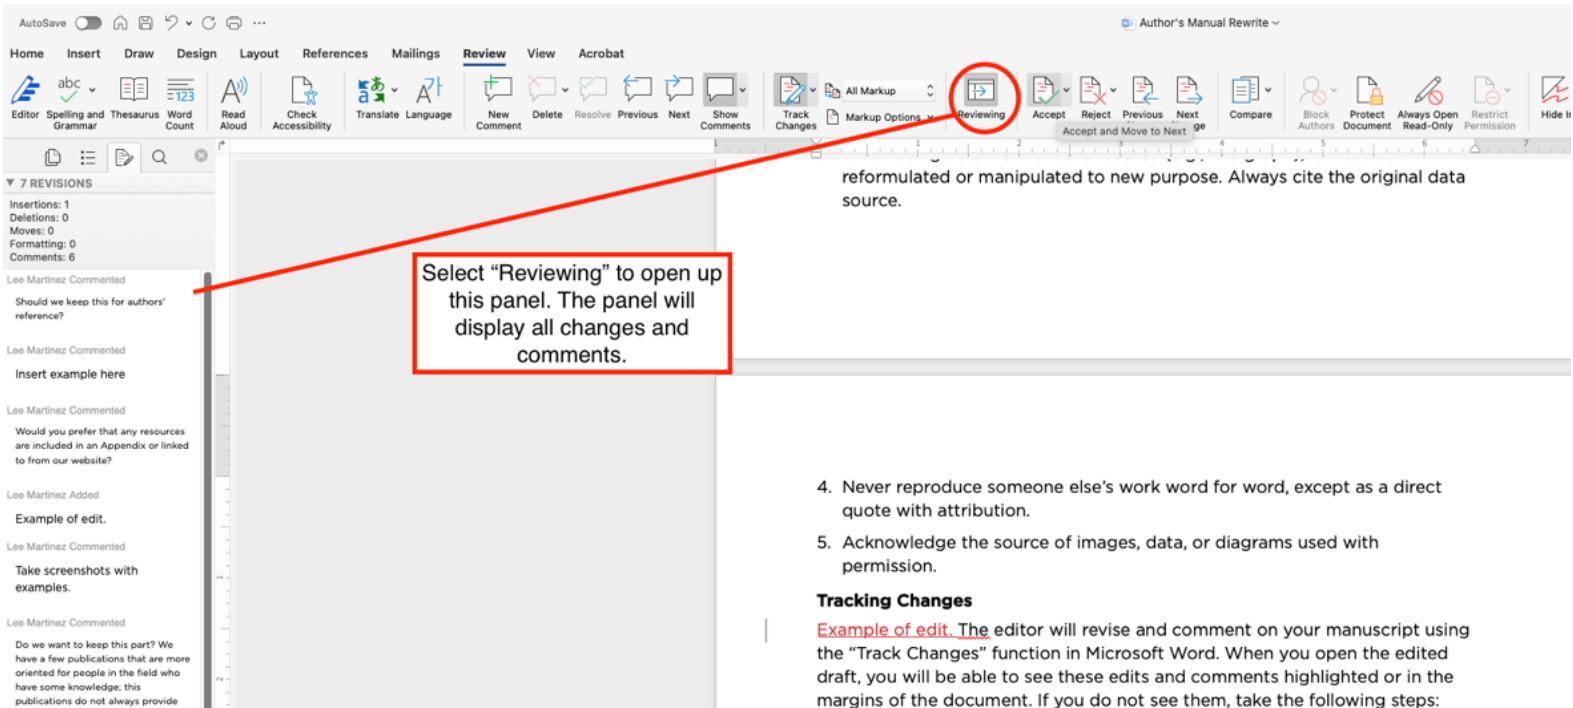 AutoSave
Author's Manual Rewrite
Home Insert Draw Design Layout References Mailings Review View Acrobat
abc
123
All Markup
Markup Options
Editor Spelling and Grammar Thesaurus Word Count Read Aloud Check Accessibility Translate Language New Comment Delete Resolve Previous Next Show Comments Track Changes Reviewing Accept Reject Previous Next Compare Block Authors Protect Document Always Open Read-Only Restrict Permission Hide
Accept and Move to Next
7 REVISIONS
Insertions: 1
Deletions: 0
Moves: 0
Formatting: 0
Comments: 6
Lee Martinez Commented
Should we keep this for authors'
reference?
Lee Martinez Commented
Insert example here
Lee Martinez Commented
Would you prefer that any resources
are included in an Appendix or linked
to from our website?
Lee Martinez Added
Example of edit.
Lee Martinez Commented
Take screenshots with
examples.
Lee Martinez Commented
Do we want to keep this part? We
have a few publications that are more
oriented for people in the field who
have some knowledge; this
publications do not always provide
Select “Reviewing” to open up
this panel. The panel will
display all changes and
comments.
reformulated or manipulated to new purpose. Always cite the original data
source.
4. Never reproduce someone else’s work word for word, except as a direct
quote with attribution.
5. Acknowledge the source of images, data, or diagrams used with
permission.
Tracking Changes
Example of edit. The editor will revise and comment on your manuscript using
the “Track Changes” function in Microsoft Word. When you open the edited
draft, you will be able to see these edits and comments highlighted or in the
margins of the document. If you do not see them, take the following steps: